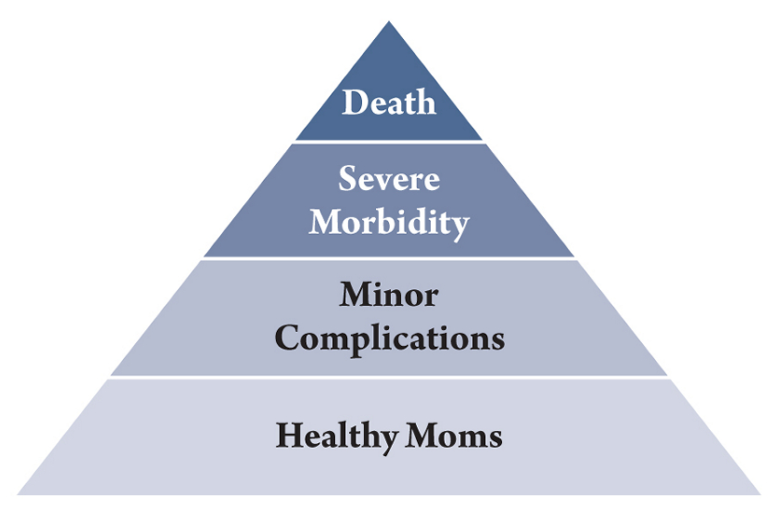 Death
Severe
Morbidity
Minor
Complications
Healthy Moms